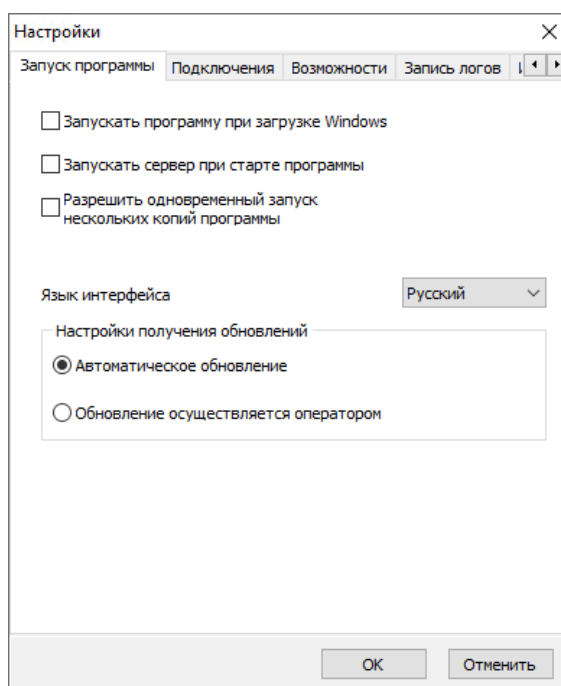 Настройки
Запуск программы Подключения Возможности Запись логов
Запускать программу при загрузке Windows
Запускать сервер при старте программы
Разрешить одновременный запуск
нескольких копий программы
Язык интерфейса Русский
Настройки получения обновлений
Автоматическое обновление
Обновление осуществляется оператором
OK Отменить